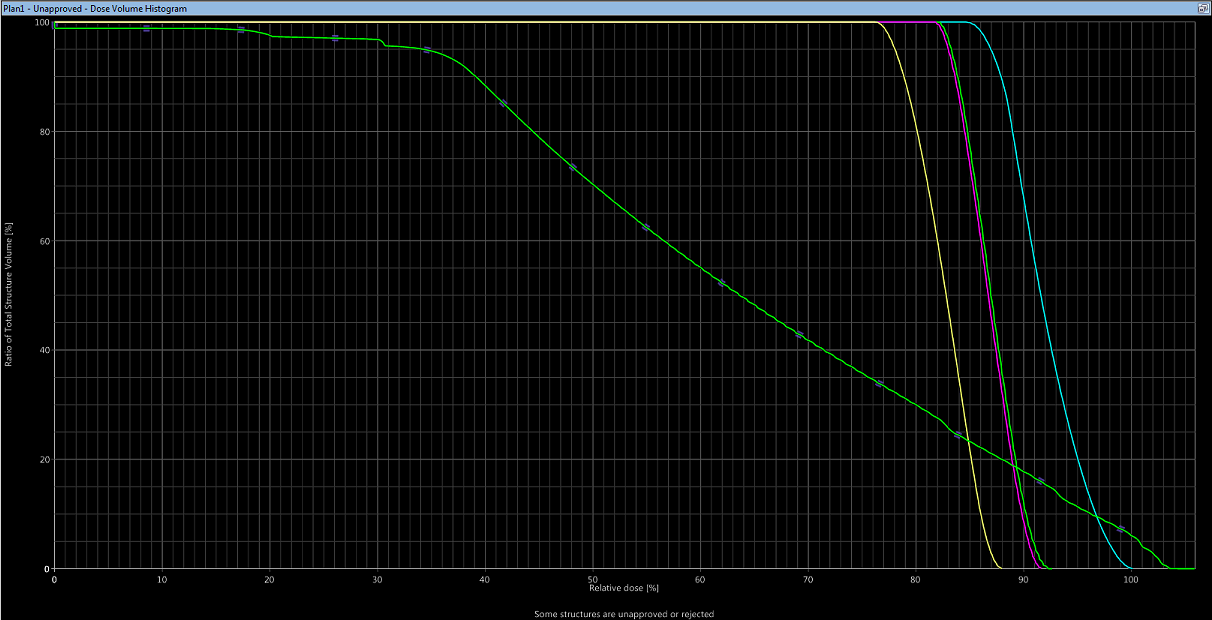 Plan1 - Unapproved - Dose Volume Histogram
100
80
60
40
20
0
Ratio of Total Structure Volume [%]
0 10 20 30 40 50 60 70 80 90 100
Relative dose [%]
Some structures are unapproved or rejected